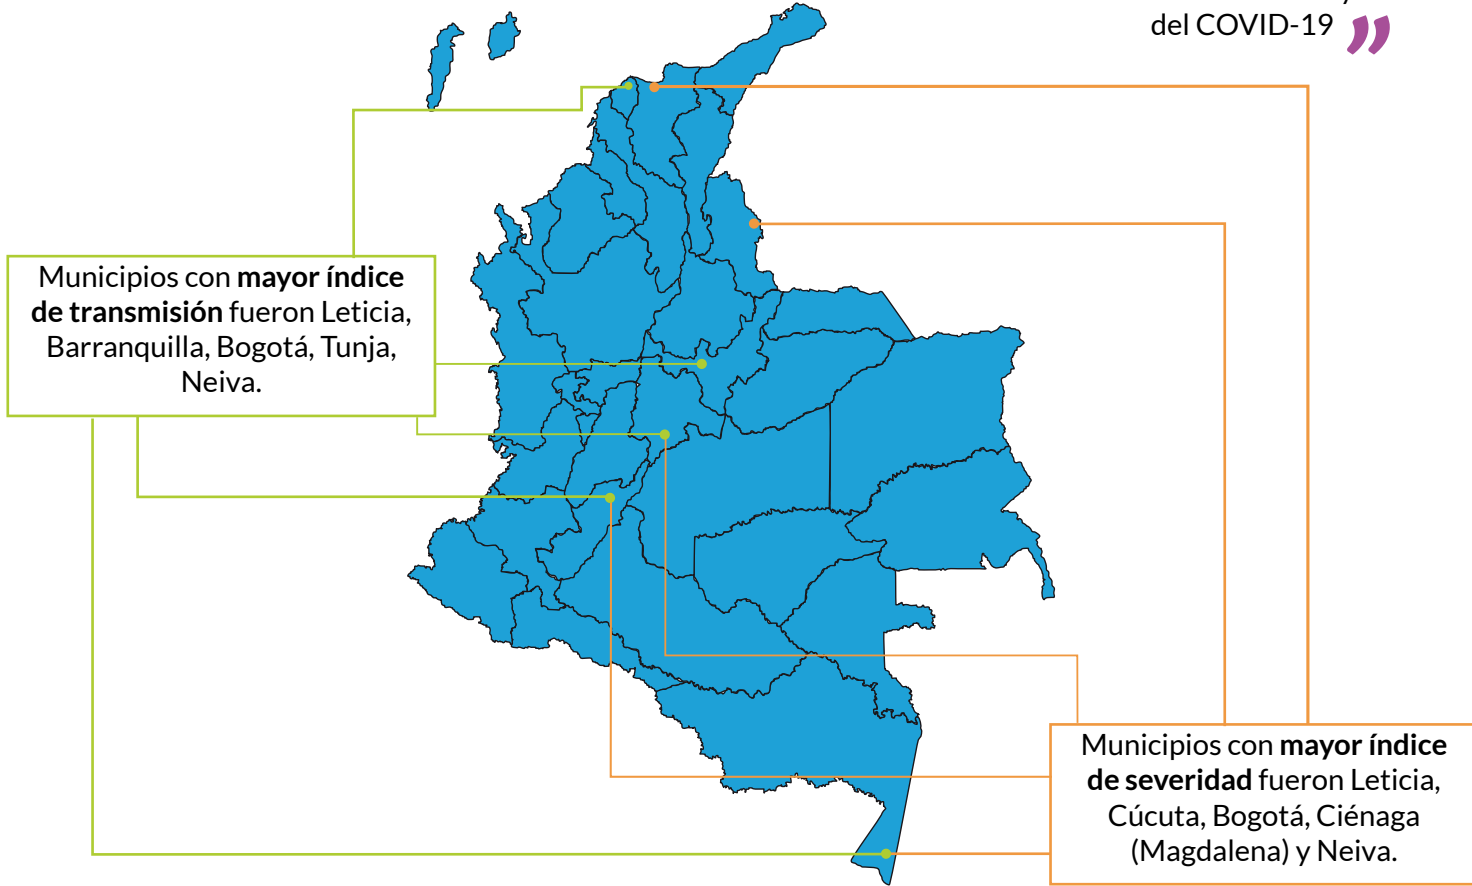 del COVID-19 ”
Municipios con mayor índice
de transmisión fueron Leticia,
Barranquilla, Bogotá, Tunja,
Neiva.
Municipios con mayor índice
de severidad fueron Leticia,
Cúcuta, Bogotá, Ciénaga
(Magdalena) y Neiva.